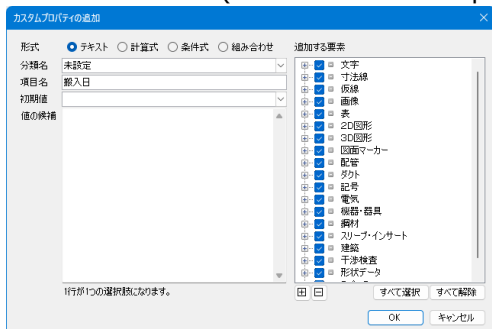 カスタムプロパティの追加
形式
テキスト
計算式
条件式
組み合わせ
分類名
未設定
項目名
搬入日
初期値
値の候補
1行が1つの選択肢になります。
追加する要素
文字
寸法線
仮線
画像
表
2D図形
3D図形
図面マーカー
配管
ダクト
記号
電気
機器・器具
鋼材
スリーブ・インサート
建築
干渉検査
形状データ
すべて選択
すべて解除
OK
キャンセル